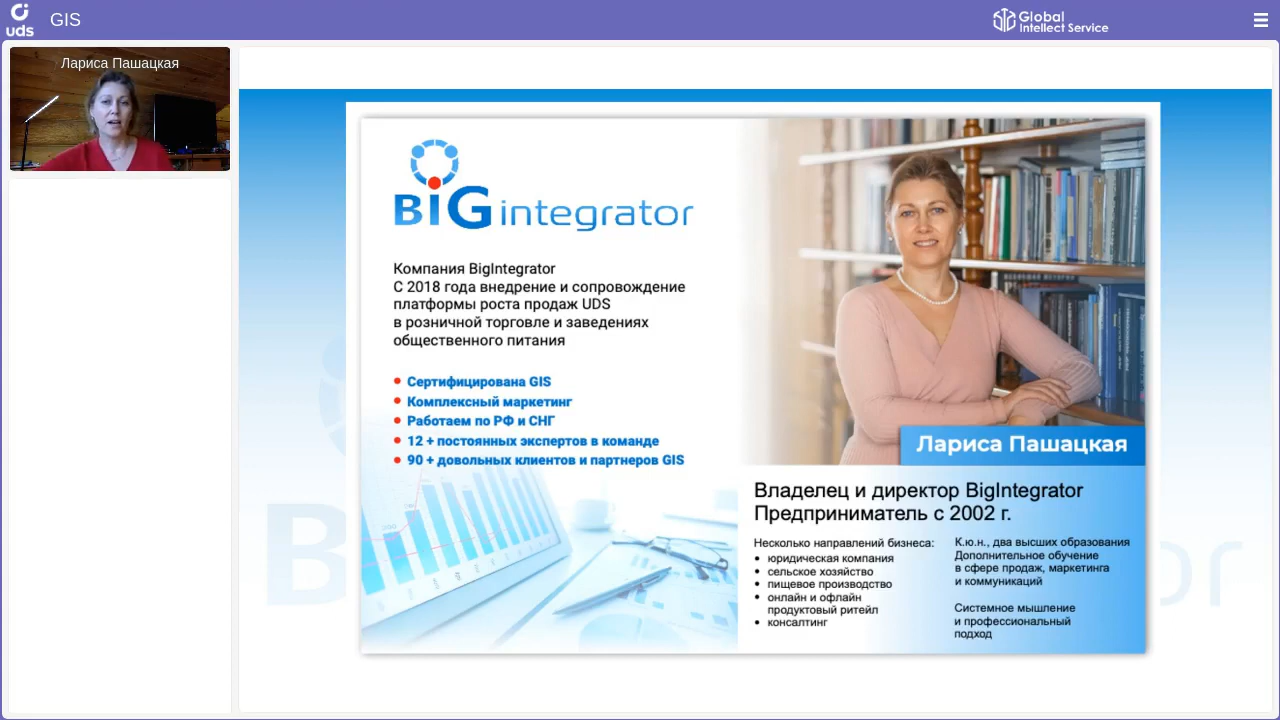 uds
GIS
Global
Intellect Service
Лариса Пашацкая
BIG integrator
Компания BigIntegrator
С 2018 года внедрение и сопровождение
платформы роста продаж UDS
в розничной торговле и заведениях
общественного питания
• Сертифицирована GIS
• Комплексный маркетинг
• Работаем по РФ и СНГ
• 12 + постоянных экспертов в команде
• 90 + довольных клиентов и партнеров GIS
Лариса Пашацкая
Владелец и директор BigIntegrator
Предприниматель с 2002 г.
Несколько направлений бизнеса:
• юридическая компания
• сельское хозяйство
• пищевое производство
• онлайн и офлайн
продуктовый ритейл
• консалтинг
К.ю.н., два высших образования
Дополнительное обучение
в сфере продаж, маркетинга
и коммуникаций
Системное мышление
и профессиональный
подход